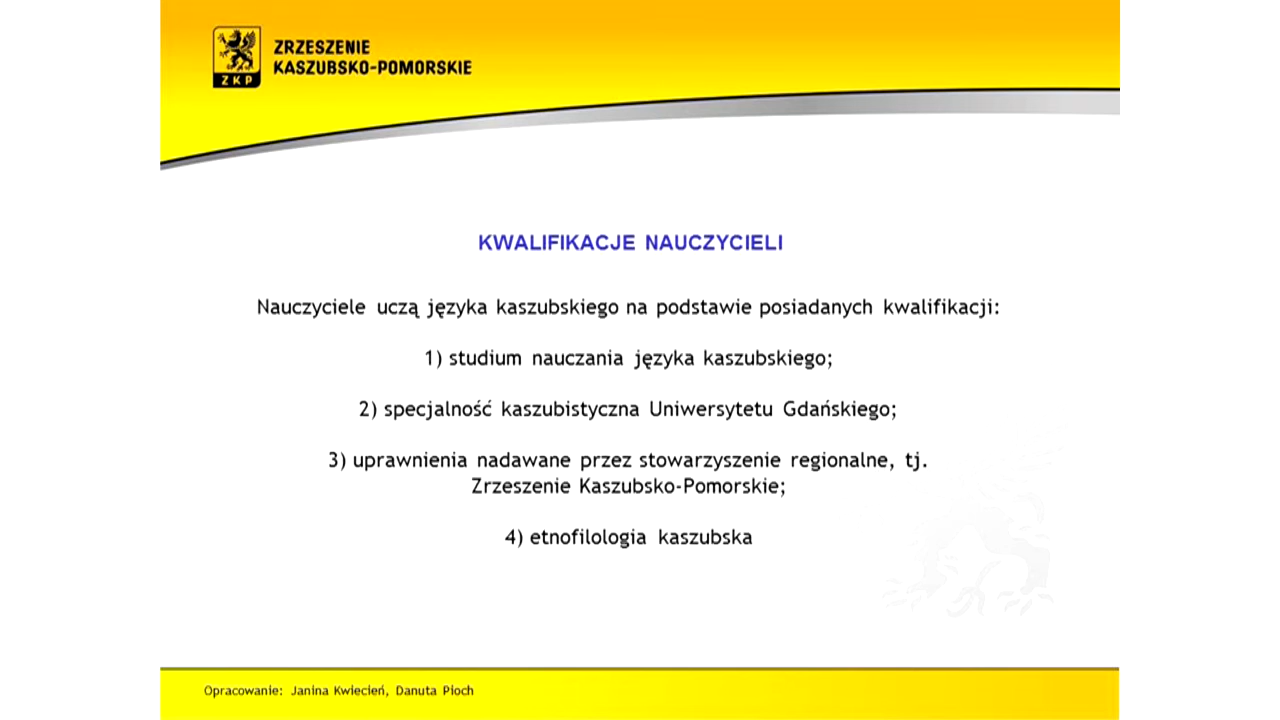 ZRZESZENIE
KASZUBSKO-POMORSKIE
ZKP
KWALIFIKACJE NAUCZYCIELI
Nauczyciele uczą języka kaszubskiego na podstawie posiadanych kwalifikacji:
1) studium nauczania języka kaszubskiego;
2) specjalność kaszubistyczna Uniwersytetu Gdańskiego;
3) uprawnienia nadawane przez stowarzyszenie regionalne, tj.
Zrzeszenie Kaszubsko-Pomorskie;
4) etnofilologia kaszubska
Opracowanie: Janina Kwiecień, Danuta Pioch